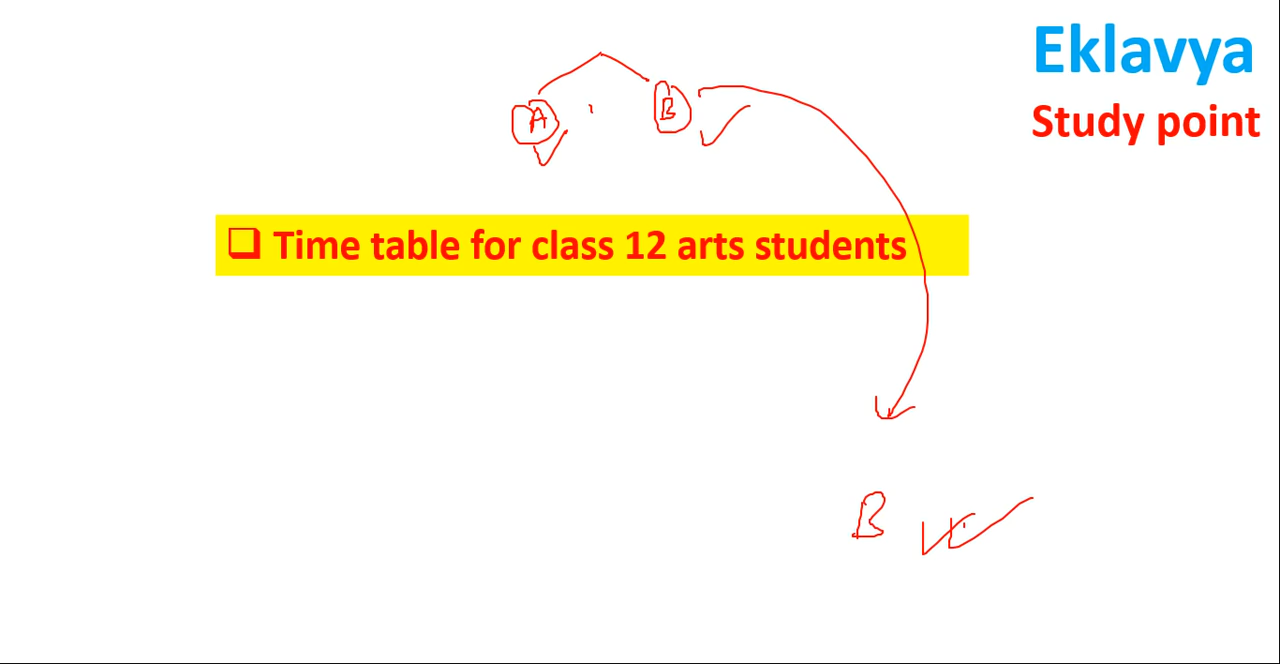 Eklavya
Study point
A B
❑ Time table for class 12 arts students
B